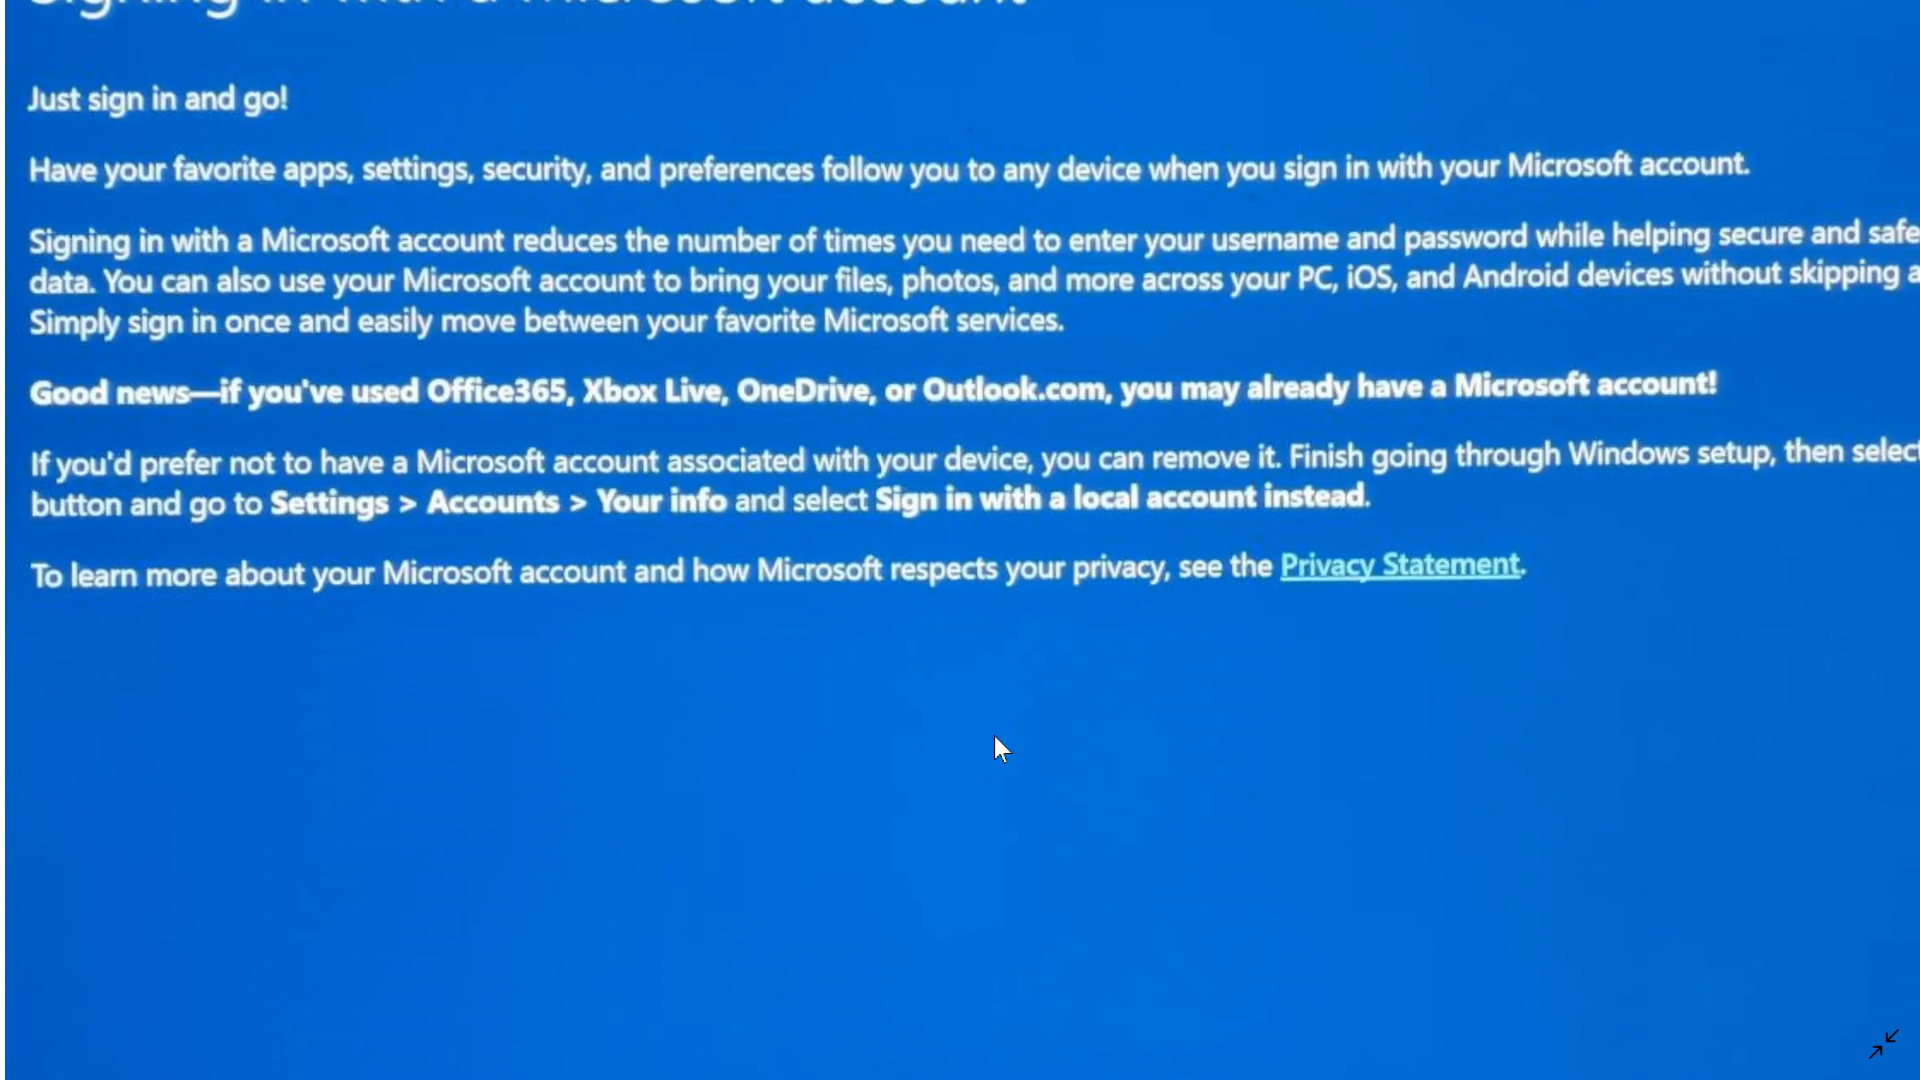 Signing in with a Microsoft account
Just sign in and go!
Have your favorite apps, settings, security, and preferences follow you to any device when you sign in with your Microsoft account.
Signing in with a Microsoft account reduces the number of times you need to enter your username and password while helping secure and safe
data. You can also use your Microsoft account to bring your files, photos, and more across your PC, iOS, and Android devices without skipping a
Simply sign in once and easily move between your favorite Microsoft services.
Good news—if you've used Office365, Xbox Live, OneDrive, or Outlook.com, you may already have a Microsoft account!
If you'd prefer not to have a Microsoft account associated with your device, you can remove it. Finish going through Windows setup, then select
button and go to Settings > Accounts > Your info and select Sign in with a local account instead.
To learn more about your Microsoft account and how Microsoft respects your privacy, see the Privacy Statement.